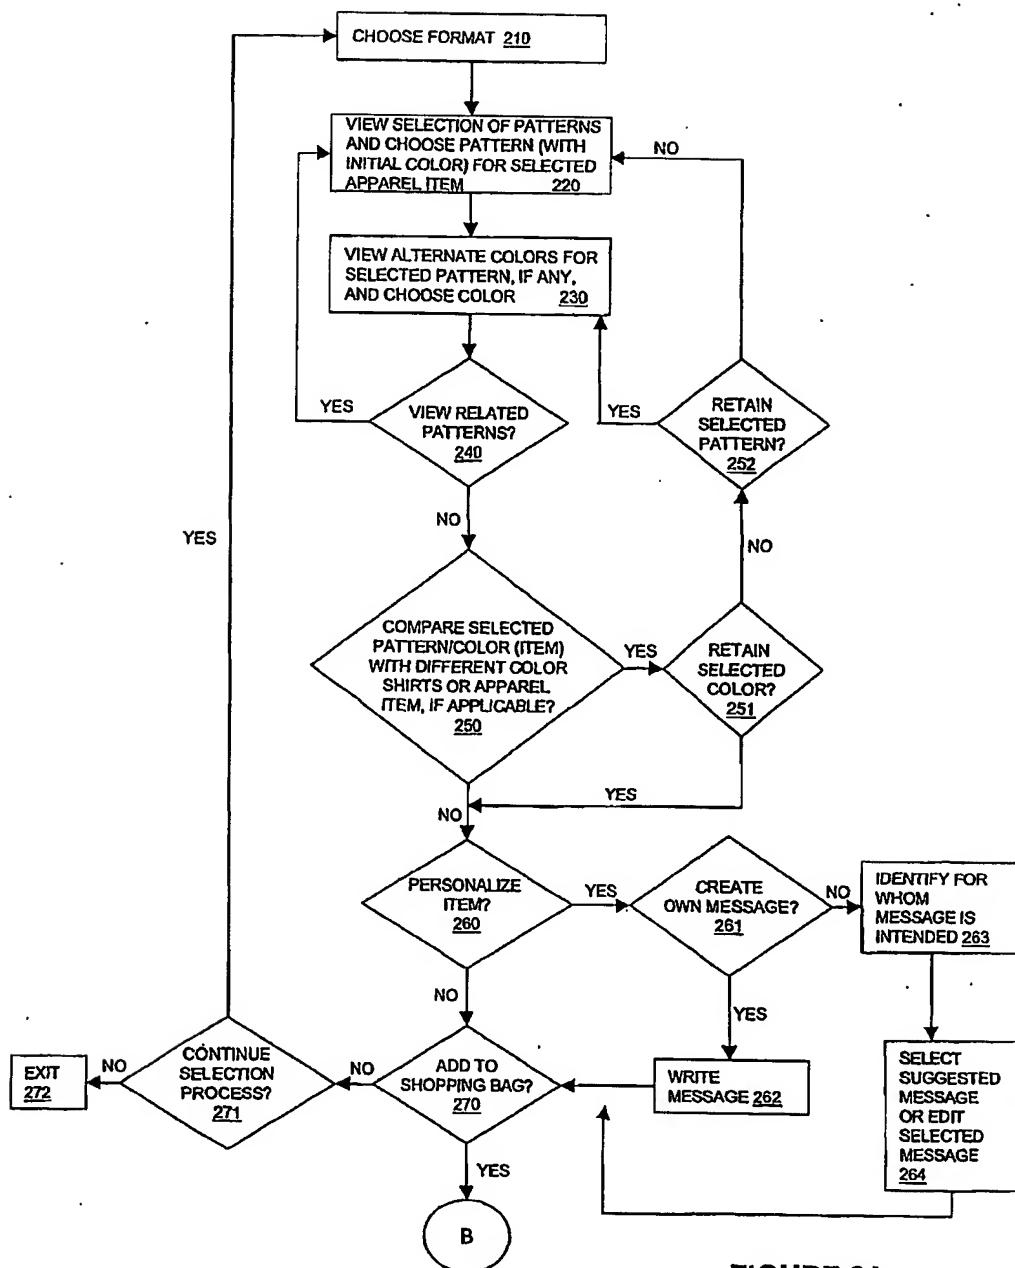 CHOOSE FORMAT 210
VIEW SELECTION OF PATTERNS
AND CHOOSE PATTERN (WITH
INITIAL COLOR) FOR SELECTED
APPAREL ITEM 220
NO
VIEW ALTERNATE COLORS FOR
SELECTED PATTERN, IF ANY,
AND CHOOSE COLOR 230
YES
VIEW RELATED
PATTERNS?
240
YES
RETAIN
SELECTED
PATTERN?
252
NO
YES
NO
COMPARE SELECTED
PATTERN/COLOR (ITEM)
WITH DIFFERENT COLOR
SHIRTS OR APPAREL
ITEM, IF APPLICABLE?
250
YES
RETAIN
SELECTED
COLOR?
251
YES
NO
PERSONALIZE
ITEM?
260
YES
CREATE
OWN MESSAGE?
261
NO
IDENTIFY FOR
WHOM
MESSAGE IS
INTENDED 263
NO
YES
EXIT
272
NO
CONTINUE
SELECTION
PROCESS?
271
NO
ADD TO
SHOPPING BAG?
270
WRITE
MESSAGE 262
SELECT
SUGGESTED
MESSAGE
OR EDIT
SELECTED
MESSAGE
264
YES
B